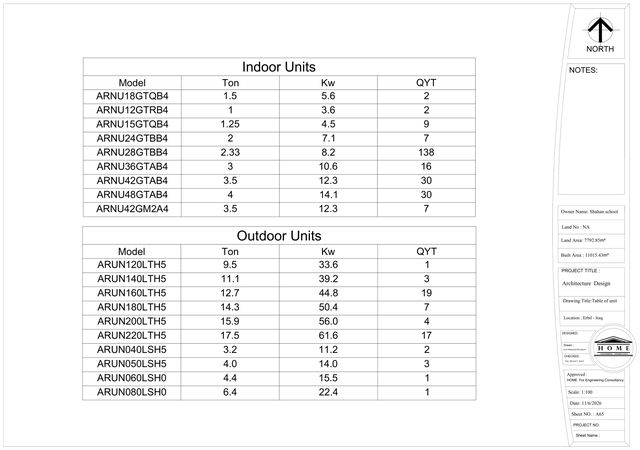 NORTH
NOTES:
Indoor Units
Model Ton Kw QYT
ARNU18GTQB4 1.5 5.6 2
ARNU12GTRB4 1 3.6 2
ARNU15GTQB4 1.25 4.5 9
ARNU24GTBB4 2 7.1 7
ARNU28GTBB4 2.33 8.2 138
ARNU36GTAB4 3 10.6 16
ARNU42GTAB4 3.5 12.3 30
ARNU48GTAB4 4 14.1 30
ARNU42GM2A4 3.5 12.3 7
Outdoor Units
Model Ton Kw QYT
ARUN120LTH5 9.5 33.6 1
ARUN140LTH5 11.1 39.2 3
ARUN160LTH5 12.7 44.8 19
ARUN180LTH5 14.3 50.4 7
ARUN200LTH5 15.9 56.0 4
ARUN220LTH5 17.5 61.6 17
ARUN040LSH5 3.2 11.2 2
ARUN050LSH5 4.0 14.0 3
ARUN060LSH0 4.4 15.5 1
ARUN080LSH0 6.4 22.4 1
Owner Name: Shahan school
Land No : NA
Land Area: 7792.85m²
Built Area : 11015.43m²
PROJECT TITLE :
Architecture Design
Drawing Title:Table of unit
Location ; Erbil - Iraq
DESIGNED
Drawn :
CHECKED
HOME
Approved :
HOME For Engineering Consultancy
Scale: 1:100
Date: 11/6/2026
Sheet NO. : A65
PROJECT NO.
Sheet Name :